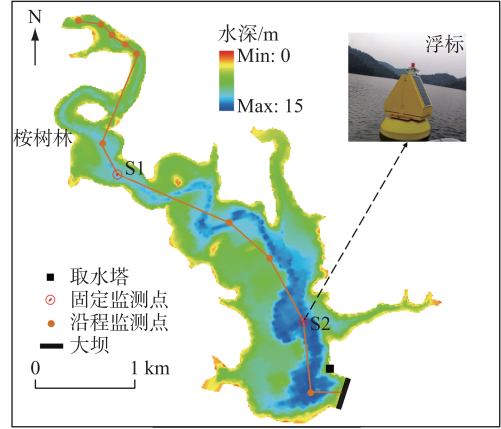 N
水深/m
Min: 0
Max: 15
浮标
桉树林
S1
S2
取水塔
固定监测点
沿程监测点
大坝
0
1 km